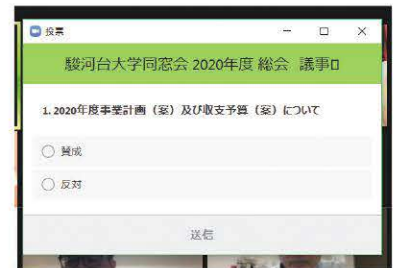 投票
駿河台大学同窓会 2020年度 総会 議事
1. 2020年度事業計画（案）及び収支予算（案）について
賛成
反対
送信